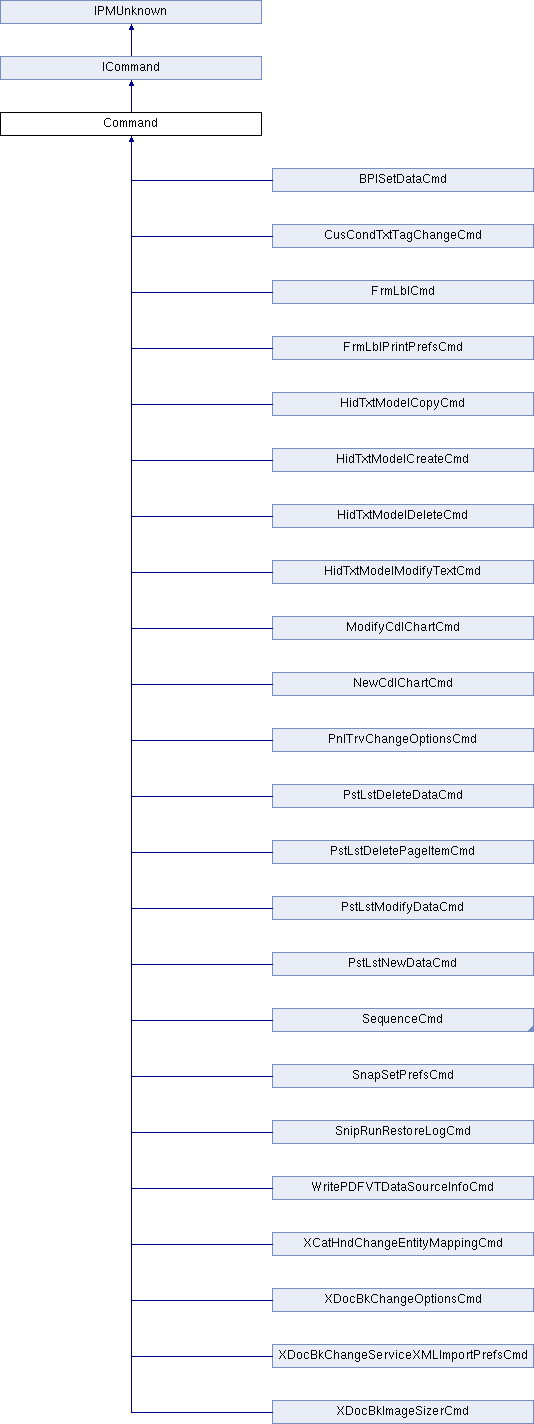 IPMUnknown
ICommand
Command
BPISetDataCmd
CusCondTxtTagChangeCmd
FrmLblCmd
FrmLblPrintPrefsCmd
HidTxtModelCopyCmd
HidTxtModelCreateCmd
HidTxtModelDeleteCmd
HidTxtModelModifyTextCmd
ModifyCdlChartCmd
NewCdlChartCmd
PnlTrvChangeOptionsCmd
PstLstDeleteDataCmd
PstLstDeletePageItemCmd
PstLstModifyDataCmd
PstLstNewDataCmd
SequenceCmd
SnapSetPrefsCmd
SnipRunRestoreLogCmd
WritePDFVTDataSourceInfoCmd
XCatHndChangeEntityMappingCmd
XDocBkChangeOptionsCmd
XDocBkChangeServiceXMLImportPrefsCmd
XDocBkImageSizerCmd